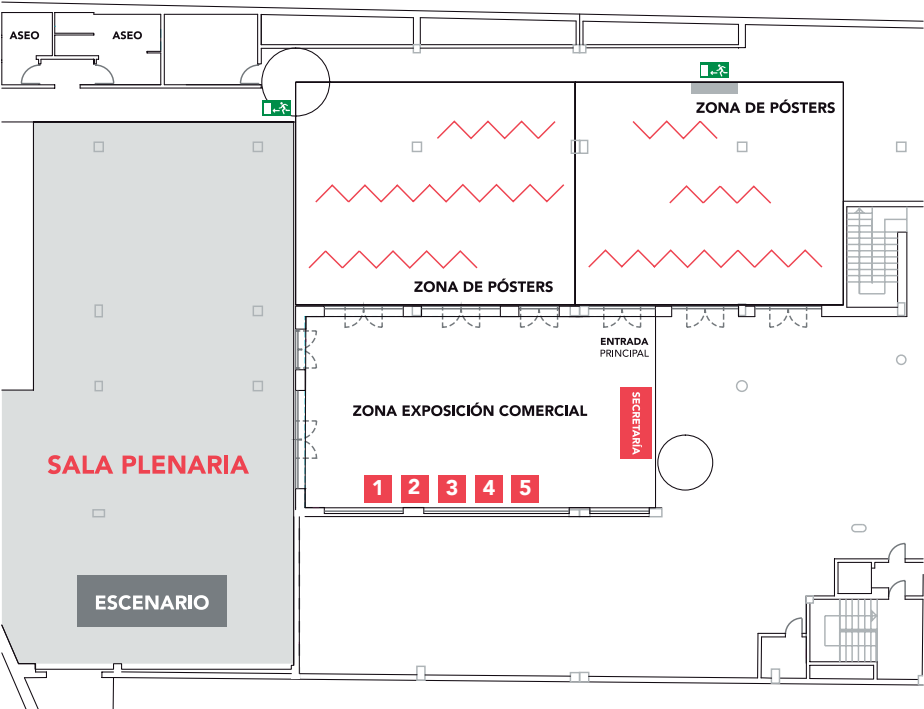 ASEO
ASEO
ZONA DE PÓSTERS
ZONA DE PÓSTERS
ENTRADA
PRINCIPAL
ZONA EXPOSICIÓN COMERCIAL
SECRETARÍA
SALA PLENARIA
1 2 3 4 5
ESCENARIO